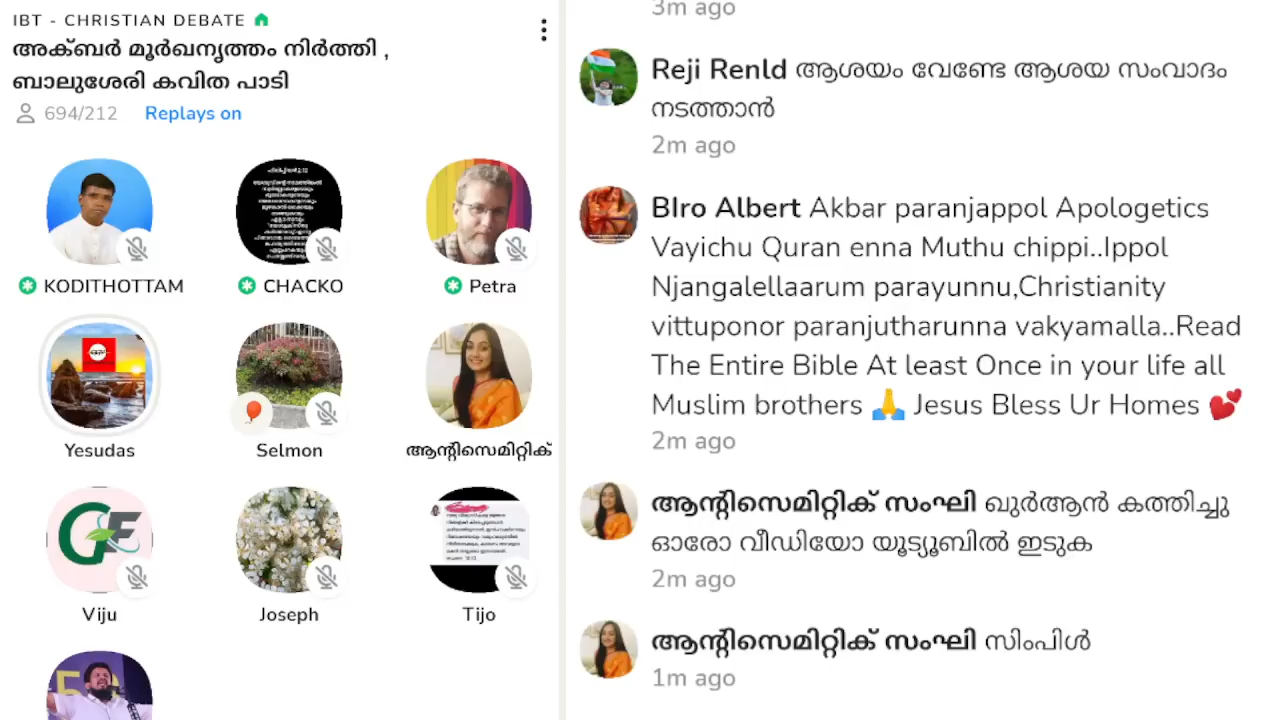 IBT - CHRISTIAN DEBATE
അക്ബർ മൂർഖനൃത്തം നിർത്തി ,
ബാലുശേരി കവിത പാടി
694/212 Replays on
KODITHOTTAM
CHACKO
Petra
Yesudas
Selmon
ആന്റിസെമിറ്റിക്
Viju
Joseph
Tijo
3m ago
Reji Renld ആശയം വേണ്ടേ ആശയ സംവാദം
നടത്താൻ
2m ago
BIro Albert Akbar paranjappol Apologetics
Vayichu Quran enna Muthu chippi..Ippol
Njangalellaarum parayunnu,Christianity
vittuponor paranjutharunna vakyamalla..Read
The Entire Bible At least Once in your life all
Muslim brothers 🙏 Jesus Bless Ur Homes 💕
2m ago
ആന്റിസെമിറ്റിക് സംഘി ഖുർആൻ കത്തിച്ചു
ഓരോ വീഡിയോ യൂട്യൂബിൽ ഇടുക
2m ago
ആന്റിസെമിറ്റിക് സംഘി സിംപിൾ
1m ago